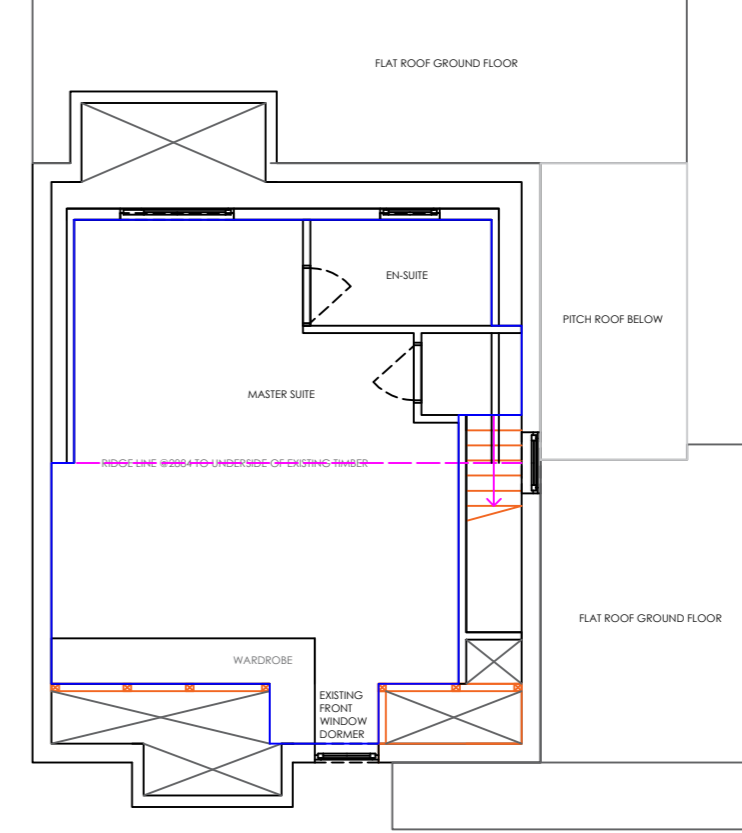 FLAT ROOF GROUND FLOOR
EN-SUITE
PITCH ROOF BELOW
MASTER SUITE
RIDGE LINE @2884 TO UNDERSIDE OF EXISTING TIMBER
FLAT ROOF GROUND FLOOR
WARDROBE
EXISTING
FRONT
WINDOW
DORMER